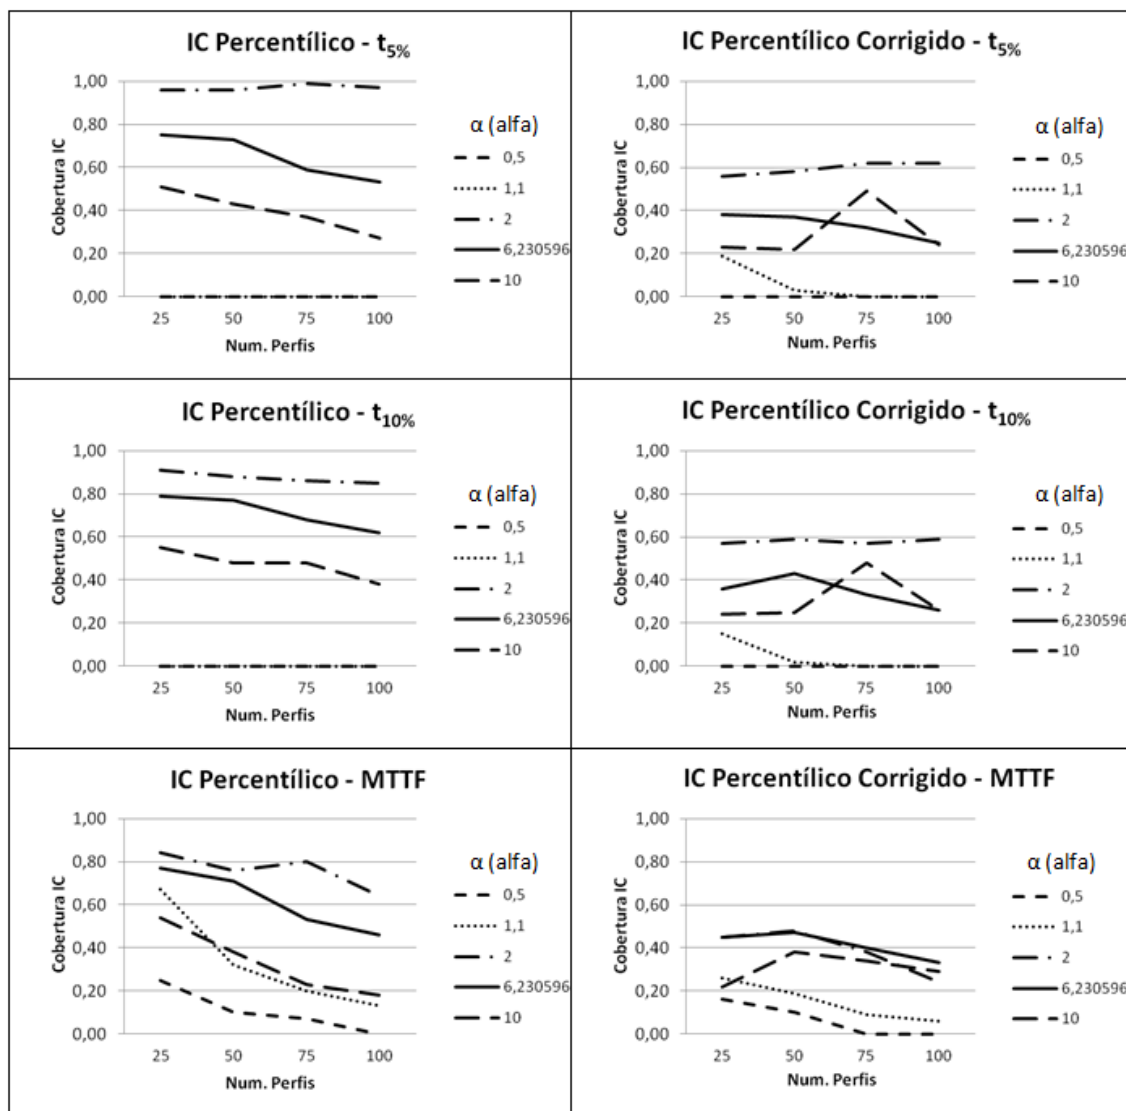 IC Percentílico - t5%
1,00
0,80
0,60
0,40
0,20
0,00
Cobertura IC
25 50 75 100
Num. Perfis
α (alfa)
0,5
1,1
2
6,230596
10
IC Percentílico Corrigido - t5%
1,00
0,80
0,60
0,40
0,20
0,00
Cobertura IC
25 50 75 100
Num. Perfis
α (alfa)
0,5
1,1
2
6,230596
10
IC Percentílico - t10%
1,00
0,80
0,60
0,40
0,20
0,00
Cobertura IC
25 50 75 100
Num. Perfis
α (alfa)
0,5
1,1
2
6,230596
10
IC Percentílico Corrigido - t10%
1,00
0,80
0,60
0,40
0,20
0,00
Cobertura IC
25 50 75 100
Num. Perfis
α (alfa)
0,5
1,1
2
6,230596
10
IC Percentílico - MTTF
1,00
0,80
0,60
0,40
0,20
0,00
Cobertura IC
25 50 75 100
Num. Perfis
α (alfa)
0,5
1,1
2
6,230596
10
IC Percentílico Corrigido - MTTF
1,00
0,80
0,60
0,40
0,20
0,00
Cobertura IC
25 50 75 100
Num. Perfis
α (alfa)
0,5
1,1
2
6,230596
10